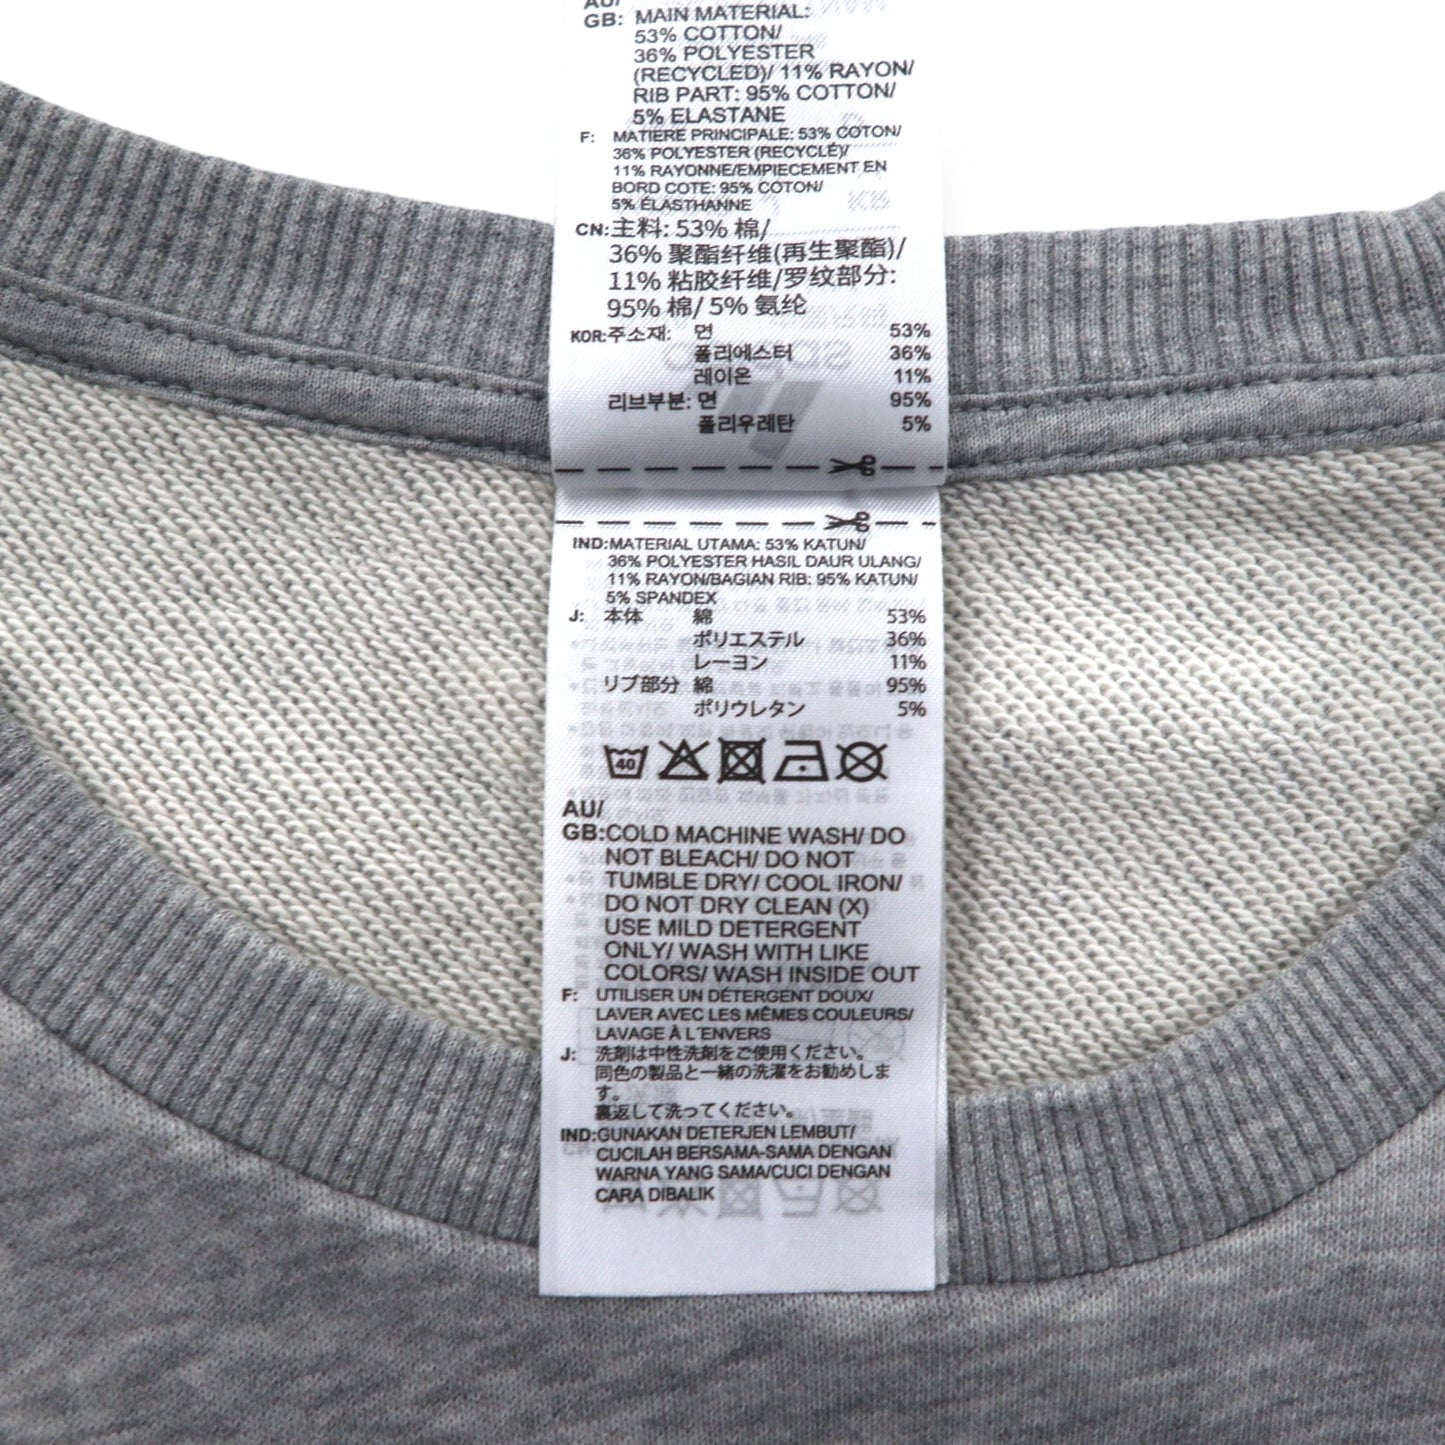 AU/
GB: MAIN MATERIAL:
53% COTTON/
36% POLYESTER
(RECYCLED)/ 11% RAYON/
RIB PART: 95% COTTON/
5% ELASTANE
F: MATIERE PRINCIPALE: 53% COTON/
36% POLYESTER (RECYCLÉ)/
11% RAYONNE/EMPIECEMENT EN
BORD COTE: 95% COTON/
5% ÉLASTHANNE
CN: 主料: 53% 棉/
36% 聚酯纤维(再生聚酯)/
11% 粘胶纤维/罗纹部分:
95% 棉/ 5% 氨纶
KOR: 주소재: 면 53%
폴리에스터 36%
레이온 11%
리브부분: 면 95%
폴리우레탄 5%
IND: MATERIAL UTAMA: 53% KATUN/
36% POLYESTER HASIL DAUR ULANG/
11% RAYON/BAGIAN RIB: 95% KATUN/
5% SPANDEX
J: 本体 綿 53%
ポリエステル 36%
レーヨン 11%
リブ部分 綿 95%
ポリウレタン 5%
40
AU/
GB: COLD MACHINE WASH/ DO
NOT BLEACH/ DO NOT
TUMBLE DRY/ COOL IRON/
DO NOT DRY CLEAN (X)
USE MILD DETERGENT
ONLY/ WASH WITH LIKE
COLORS/ WASH INSIDE OUT
F: UTILISER UN DÉTERGENT DOUX/
LAVER AVEC LES MÊMES COULEURS/
LAVAGE À L´ENVERS
J: 洗剤は中性洗剤をご使用ください。
同色の製品と一緒の洗濯をお勧めしま
す。
裏返して洗ってください。
IND: GUNAKAN DETERJEN LEMBUT/
CUCILAH BERSAMA-SAMA DENGAN
WARNA YANG SAMA/CUCI DENGAN
CARA DIBALIK